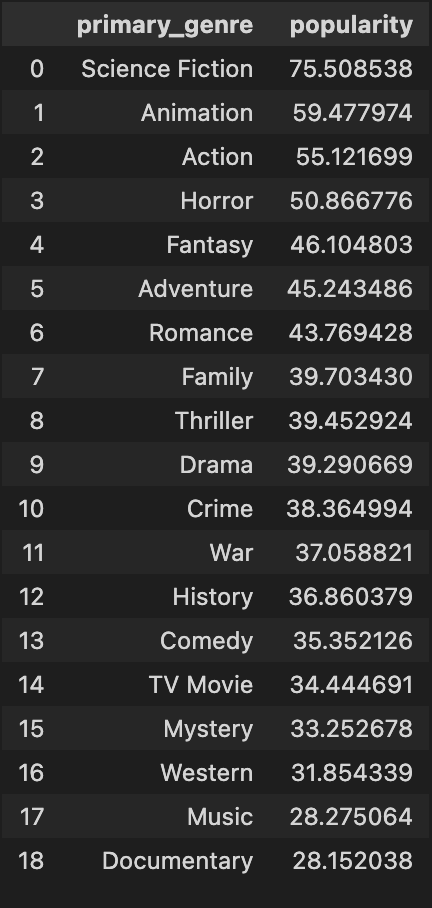 primary_genre popularity
0 Science Fiction 75.508538
1 Animation 59.477974
2 Action 55.121699
3 Horror 50.866776
4 Fantasy 46.104803
5 Adventure 45.243486
6 Romance 43.769428
7 Family 39.703430
8 Thriller 39.452924
9 Drama 39.290669
10 Crime 38.364994
11 War 37.058821
12 History 36.860379
13 Comedy 35.352126
14 TV Movie 34.444691
15 Mystery 33.252678
16 Western 31.854339
17 Music 28.275064
18 Documentary 28.152038